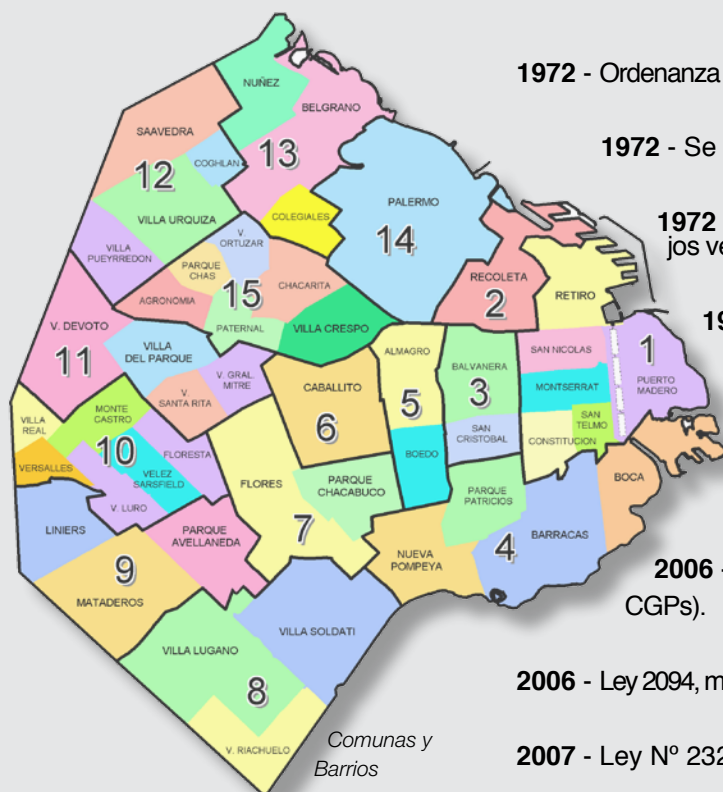 NUÑEZ
BELGRANO
SAAVEDRA
13
12
COGHLAN
VILLA URQUIZA
COLEGIALES
PALERMO
14
VILLA
PUEYRREDON
V.
ORTUZAR
PARQUE
CHAS
15
CHACARITA
AGRONOMIA
PATERNAL
VILLA CRESPO
RECOLETA
2
RETIRO
V. DEVOTO
11
VILLA
DEL PARQUE
V. GRAL.
MITRE
V.
SANTA RITA
CABALLITO
6
ALMAGRO
5
BOEDO
BALVANERA
3
SAN
CRISTOBAL
SAN NICOLAS
MONTSERRAT
SAN
TELMO
CONSTITUCION
1
PUERTO
MADERO
VILLA
REAL
MONTE
CASTRO
10
VERSALLES
FLORESTA
VELEZ
SARSFIELD
V. LURO
FLORES
PARQUE
CHACABUCO
7
PARQUE
PATRICIOS
BOCA
BARRACAS
4
NUEVA
POMPEYA
LINIERS
PARQUE
AVELLANEDA
9
MATADEROS
VILLA LUGANO
VILLA SOLDATI
8
V. RIACHUELO
Comunas y
Barrios
1972 - Ordenanza
1972 - Se
1972
jos ve
19
2006 -
CGPs).
2006 - Ley 2094, m
2007 - Ley Nº 232